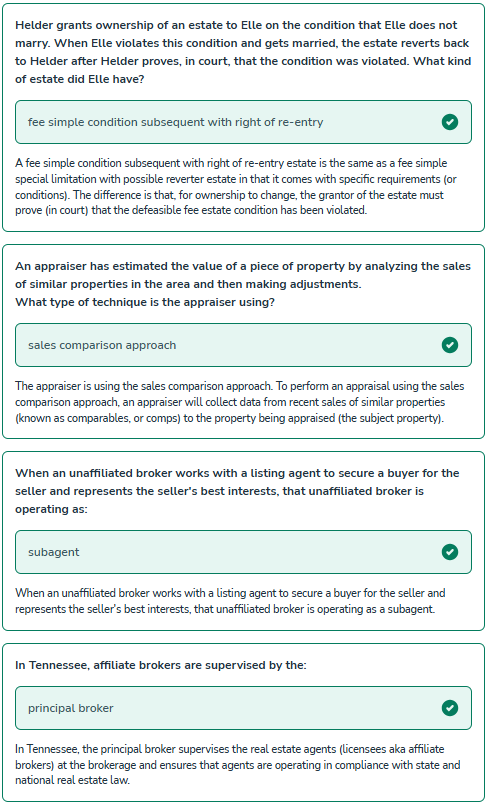 Helder grants ownership of an estate to Elle on the condition that Elle does not
marry. When Elle violates this condition and gets married, the estate reverts back
to Helder after Helder proves, in court, that the condition was violated. What kind
of estate did Elle have?
fee simple condition subsequent with right of re-entry
A fee simple condition subsequent with right of re-entry estate is the same as a fee simple
special limitation with possible reverter estate in that it comes with specific requirements (or
conditions). The difference is that, for ownership to change, the grantor of the estate must
prove (in court) that the defeasible fee estate condition has been violated.
An appraiser has estimated the value of a piece of property by analyzing the sales
of similar properties in the area and then making adjustments.
What type of technique is the appraiser using?
sales comparison approach
The appraiser is using the sales comparison approach. To perform an appraisal using the sales
comparison approach, an appraiser will collect data from recent sales of similar properties
(known as comparables, or comps) to the property being appraised (the subject property).
When an unaffiliated broker works with a listing agent to secure a buyer for the
seller and represents the seller's best interests, that unaffiliated broker is
operating as:
subagent
When an unaffiliated broker works with a listing agent to secure a buyer for the seller and
represents the seller's best interests, that unaffiliated broker is operating as a subagent.
In Tennessee, affiliate brokers are supervised by the:
principal broker
In Tennessee, the principal broker supervises the real estate agents (licensees aka affiliate
brokers) at the brokerage and ensures that agents are operating in compliance with state and
national real estate law.